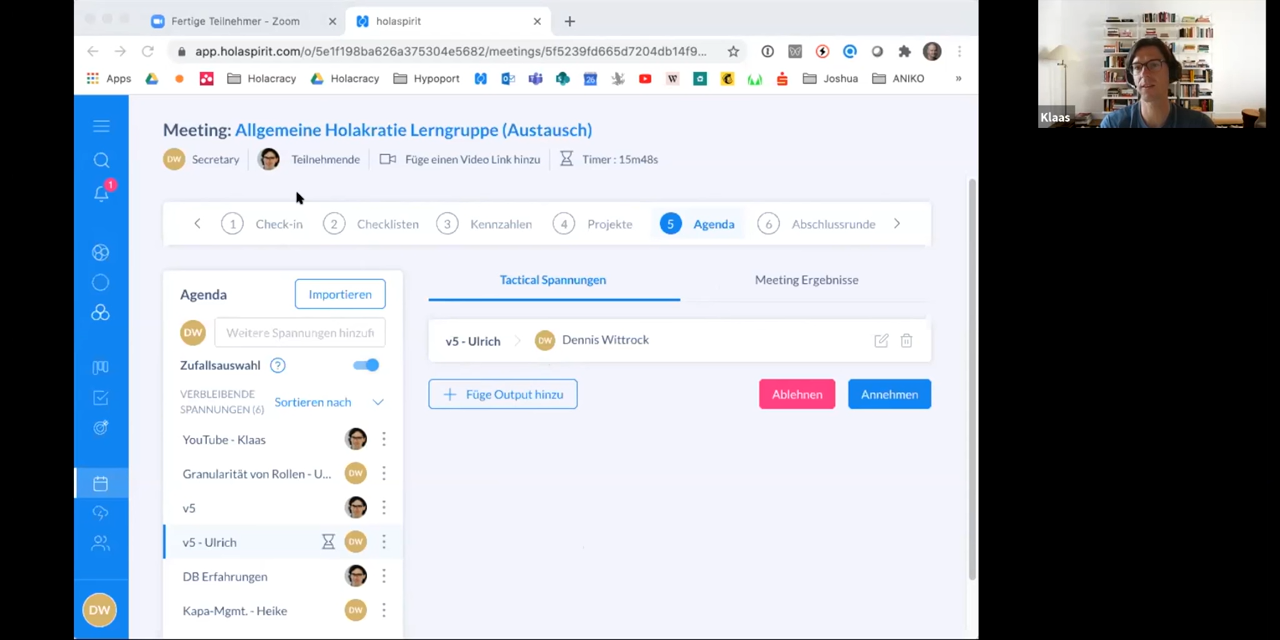 Fertige Teilnehmer - Zoom
holaspirit
app.holaspirit.com/o/5e1f198ba626a375304e5682/meetings/5f5239fd665d7204db14f9...
Apps Holacracy Holacracy Hypoport 26 W Joshua ANIKO »
Klaas
Meeting: Allgemeine Holakratie Lerngruppe (Austausch)
DW Secretary Teilnehmende Füge einen Video Link hinzu Timer : 15m48s
1
1 Check-in 2 Checklisten 3 Kennzahlen 4 Projekte 5 Agenda 6 Abschlussrunde
Agenda Importieren
DW Weitere Spannungen hinzufü
Zufallsauswahl ?
VERBLEIBENDE SPANNUNGEN (6) Sortieren nach
YouTube - Klaas
Granularität von Rollen - U... DW
v5
v5 - Ulrich DW
DB Erfahrungen
Kapa-Mgmt. - Heike DW
Tactical Spannungen Meeting Ergebnisse
v5 - Ulrich DW Dennis Wittrock
Füge Output hinzu Ablehnen Annehmen
DW